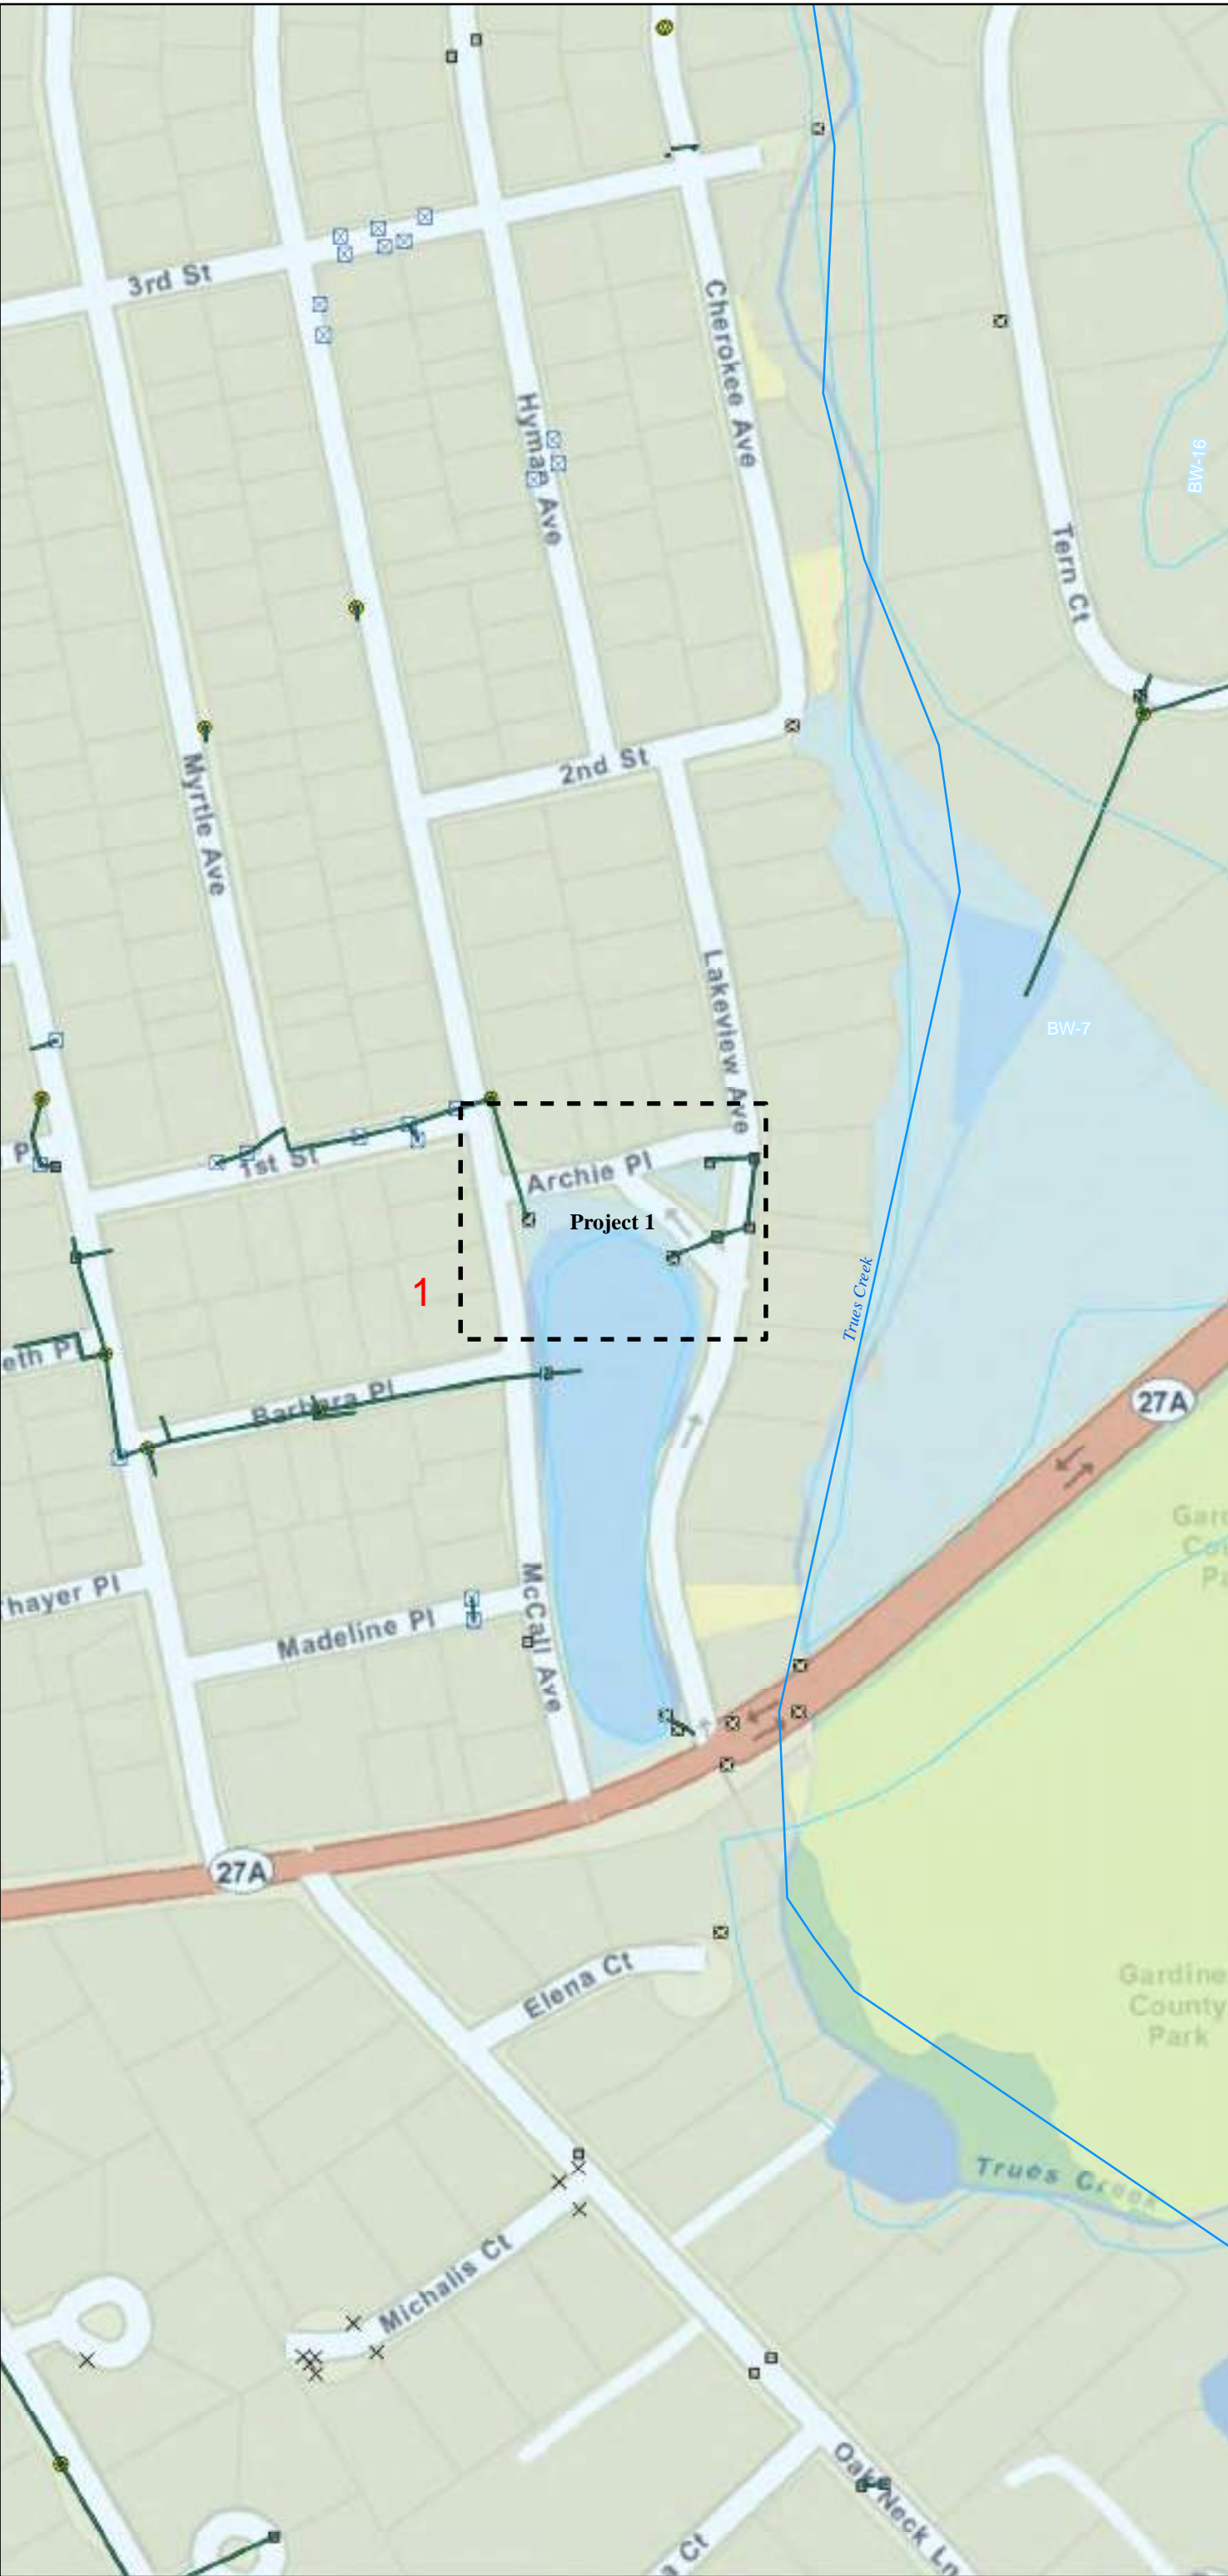 3rd St
Cherokee Ave
Hyman Ave
BW-16
Tern Ct
2nd St
Myrtle Ave
Lakeview Ave
BW-7
1st St
Archie Pl
Project 1
1
Trues Creek
Barbara Pl
27A
Thayer Pl
Madeline Pl
McCall Ave
27A
Elena Ct
Gardine
County
Park
Trues Creek
Michalis Ct
Oak Neck Ln